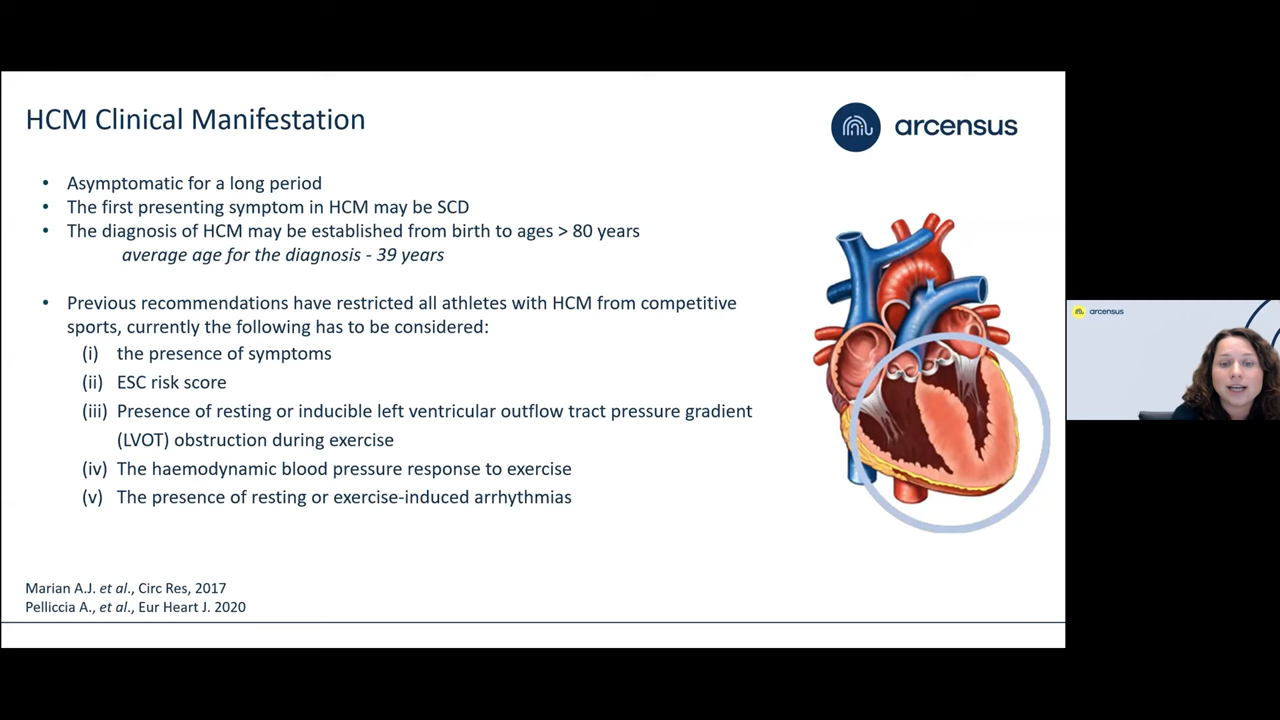 HCM Clinical Manifestation
arcensus
• Asymptomatic for a long period
• The first presenting symptom in HCM may be SCD
• The diagnosis of HCM may be established from birth to ages > 80 years
average age for the diagnosis - 39 years
• Previous recommendations have restricted all athletes with HCM from competitive
sports, currently the following has to be considered:
(i) the presence of symptoms
(ii) ESC risk score
(iii) Presence of resting or inducible left ventricular outflow tract pressure gradient
(LVOT) obstruction during exercise
(iv) The haemodynamic blood pressure response to exercise
(v) The presence of resting or exercise-induced arrhythmias
Marian A.J. et al., Circ Res, 2017
Pelliccia A., et al., Eur Heart J. 2020
arcensus